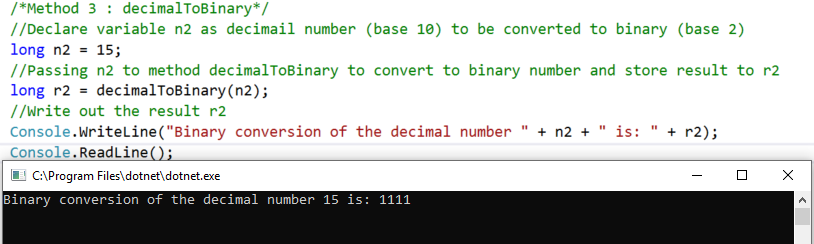 /*Method 3 : decimalToBinary*/
//Declare variable n2 as decimail number (base 10) to be converted to binary (base 2)
long n2 = 15;
//Passing n2 to method decimalToBinary to convert to binary number and store result to r2
long r2 = decimalToBinary(n2);
//Write out the result r2
Console.WriteLine("Binary conversion of the decimal number " + n2 + " is: " + r2);
Console.ReadLine();
C:\Program Files\dotnet\dotnet.exe
Binary conversion of the decimal number 15 is: 1111